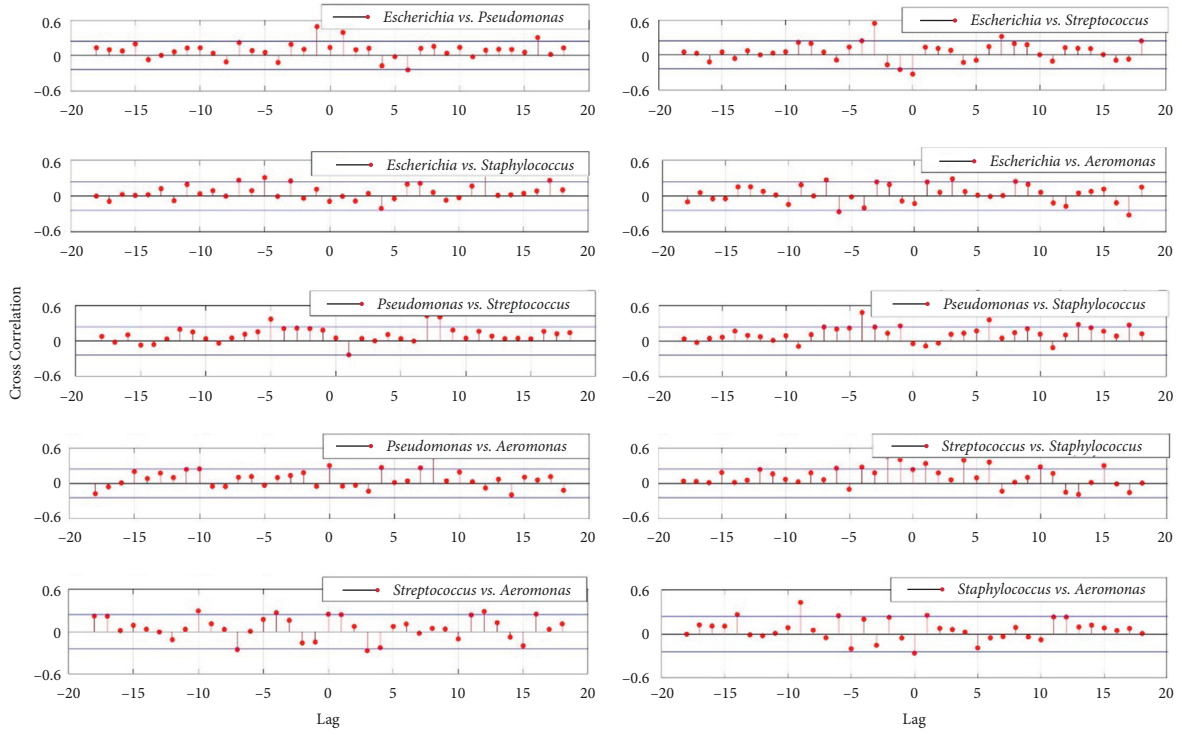 Escherichia vs. Pseudomonas
0.6
0
−0.6
−20 −15 −10 −5 0 5 10 15 20
Escherichia vs. Streptococcus
0.6
0
−0.6
−20 −15 −10 −5 0 5 10 15 20
Escherichia vs. Staphylococcus
0.6
0
−0.6
−20 −15 −10 −5 0 5 10 15 20
Escherichia vs. Aeromonas
0.6
0
−0.6
−20 −15 −10 −5 0 5 10 15 20
Cross Correlation
Pseudomonas vs. Streptococcus
0.6
0
−0.6
−20 −15 −10 −5 0 5 10 15 20
Pseudomonas vs. Staphylococcus
0.6
0
−0.6
−20 −15 −10 −5 0 5 10 15 20
Pseudomonas vs. Aeromonas
0.6
0
−0.6
−20 −15 −10 −5 0 5 10 15 20
Streptococcus vs. Staphylococcus
0.6
0
−0.6
−20 −15 −10 −5 0 5 10 15 20
Streptococcus vs. Aeromonas
0.6
0
−0.6
−20 −15 −10 −5 0 5 10 15 20
Lag
Staphylococcus vs. Aeromonas
0.6
0
−0.6
−20 −15 −10 −5 0 5 10 15 20
Lag